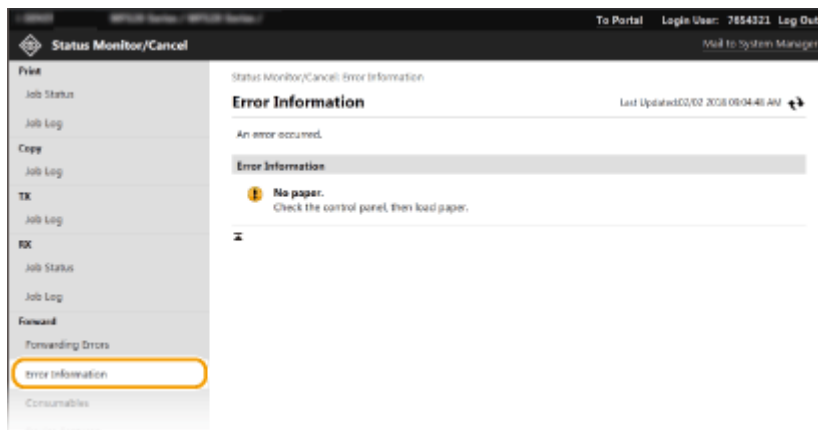 To Portal Login User: 7654321 Log Out
Status Monitor/Cancel
Mail to System Manager
Print
Job Status
Job Log
Copy
Job Log
TX
Job Log
RX
Job Status
Job Log
Forward
Forwarding Errors
Error Information
Consumables
Status Monitor/Cancel: Error Information
Error Information
Last Updated:02/02 2018 09:04:48 AM
An error occurred.
Error Information
No paper.
Check the control panel, then load paper.